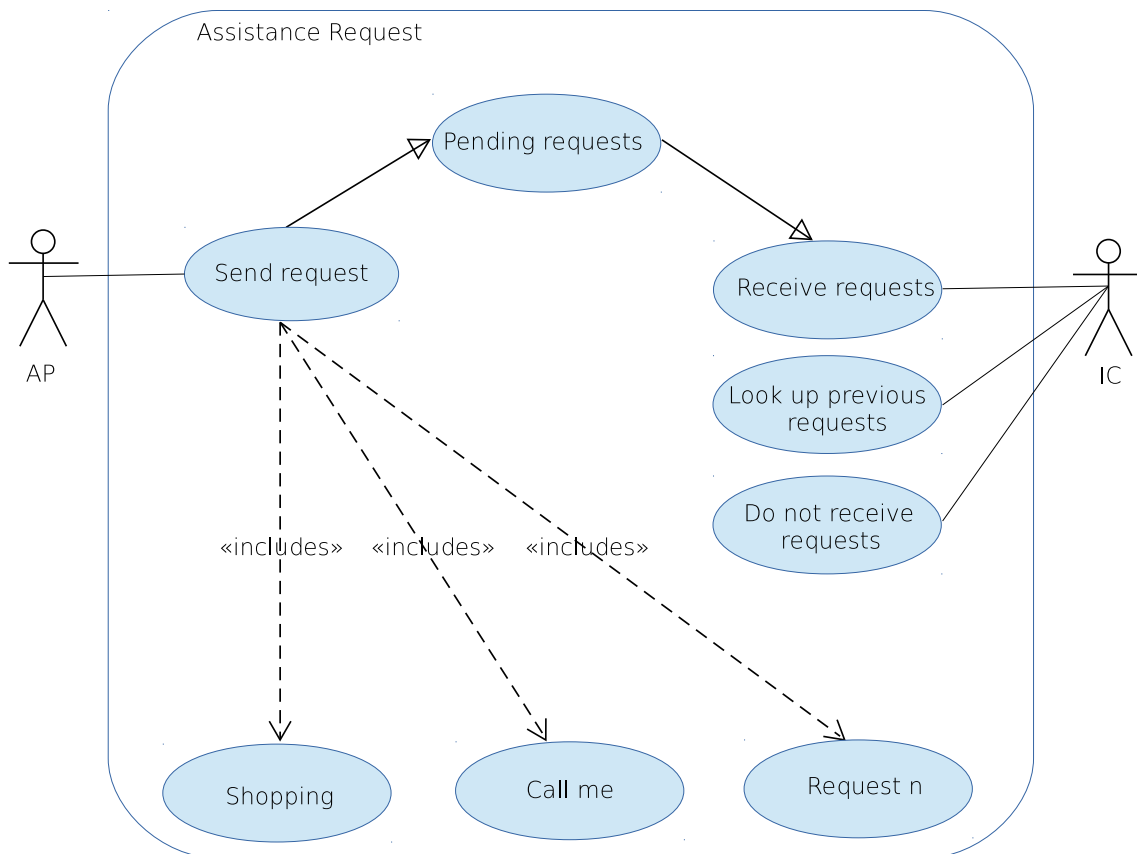 Assistance Request
Pending requests
Send request
Receive requests
AP
IC
Look up previous
requests
Do not receive
requests
«includes»
«includes»
«includes»
Shopping
Call me
Request n